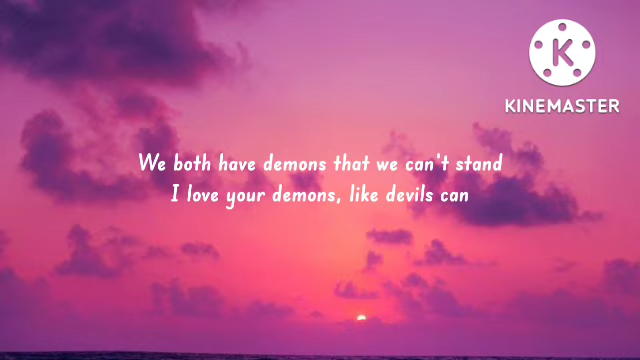 K
KINEMASTER
We both have demons that we can't stand
I love your demons, like devils can